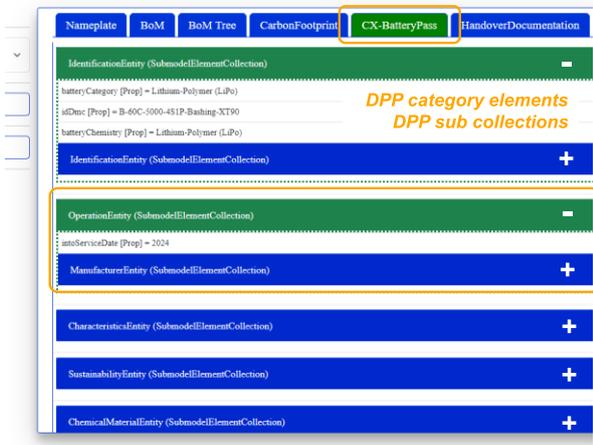 Nameplate BoM BoM Tree CarbonFootprint CX-BatteryPass HandoverDocumentation
IdentificationEntity (SubmodelElementCollection)
batteryCategory [Prop] = Lithium-Polymer (LiPo)
DPP category elements
idDmc [Prop] = B-60C-5000-4S1P-Bashing-XT90
DPP sub collections
batteryChemistry [Prop] = Lithium-Polymer (LiPo)
IdentificationEntity (SubmodelElementCollection)
OperationEntity (SubmodelElementCollection)
intoServiceDate [Prop] = 2024
ManufacturerEntity (SubmodelElementCollection)
CharacteristicsEntity (SubmodelElementCollection)
SustainabilityEntity (SubmodelElementCollection)
ChemicalMaterialEntity (SubmodelElementCollection)